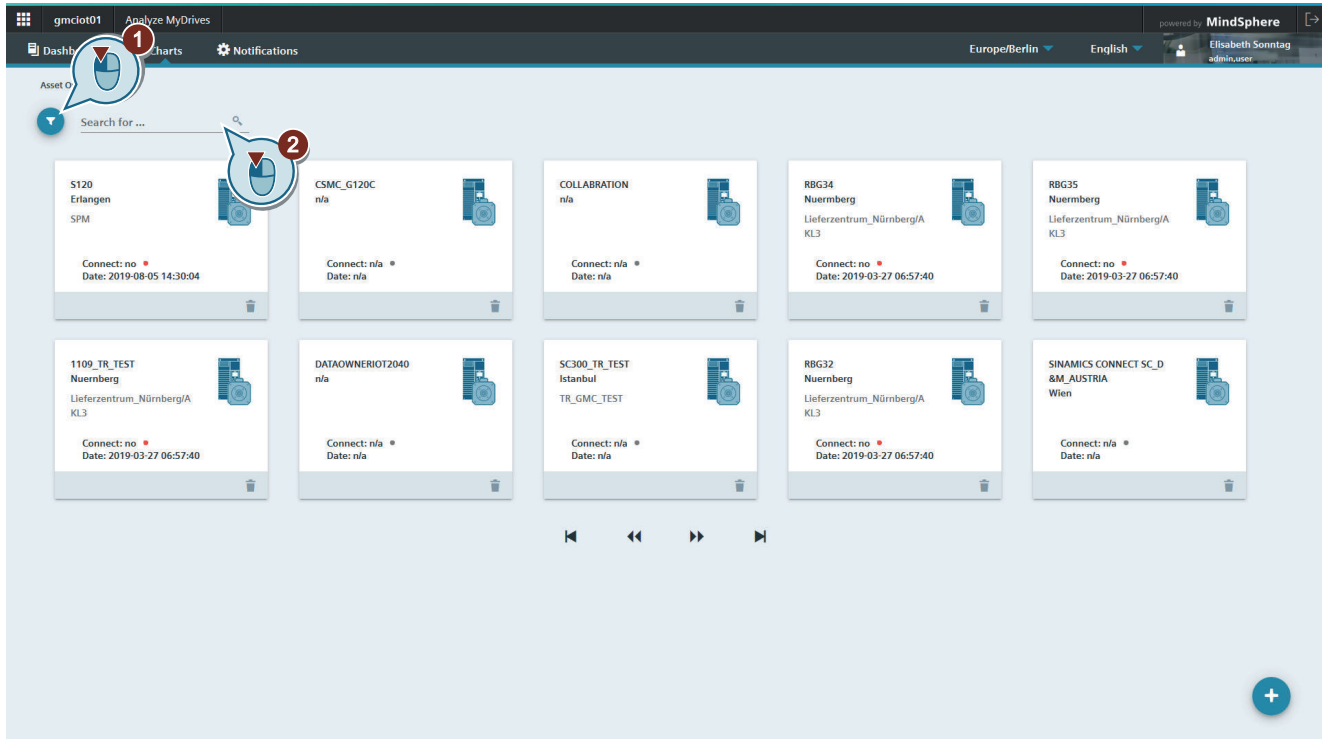 gmciot01 Analyze MyDrives powered by MindSphere
Notifications Europe/Berlin English Elisabeth Sonntag
admin,user
1
Asset
Search for ...
2
S120
Erlangen
SPM
Connect: no
Date: 2019-08-05 14:30:04
CSMC_G120C
n/a
Connect: n/a
Date: n/a
COLLABRATION
n/a
Connect: n/a
Date: n/a
RBG34
Nuermberg
Lieferzentrum_Nürnberg/A
KL3
Connect: no
Date: 2019-03-27 06:57:40
RBG35
Nuermberg
Lieferzentrum_Nürnberg/A
KL3
Connect: no
Date: 2019-03-27 06:57:40
1109_TR_TEST
Nuernberg
Lieferzentrum_Nürnberg/A
KL3
Connect: no
Date: 2019-03-27 06:57:40
DATAOWNERIOT2040
n/a
Connect: n/a
Date: n/a
SC300_TR_TEST
Istanbul
TR_GMC_TEST
Connect: n/a
Date: n/a
RBG32
Nuernberg
Lieferzentrum_Nürnberg/A
KL3
Connect: no
Date: 2019-03-27 06:57:40
SINAMICS CONNECT SC_D
&M_AUSTRIA
Wien
Connect: n/a
Date: n/a